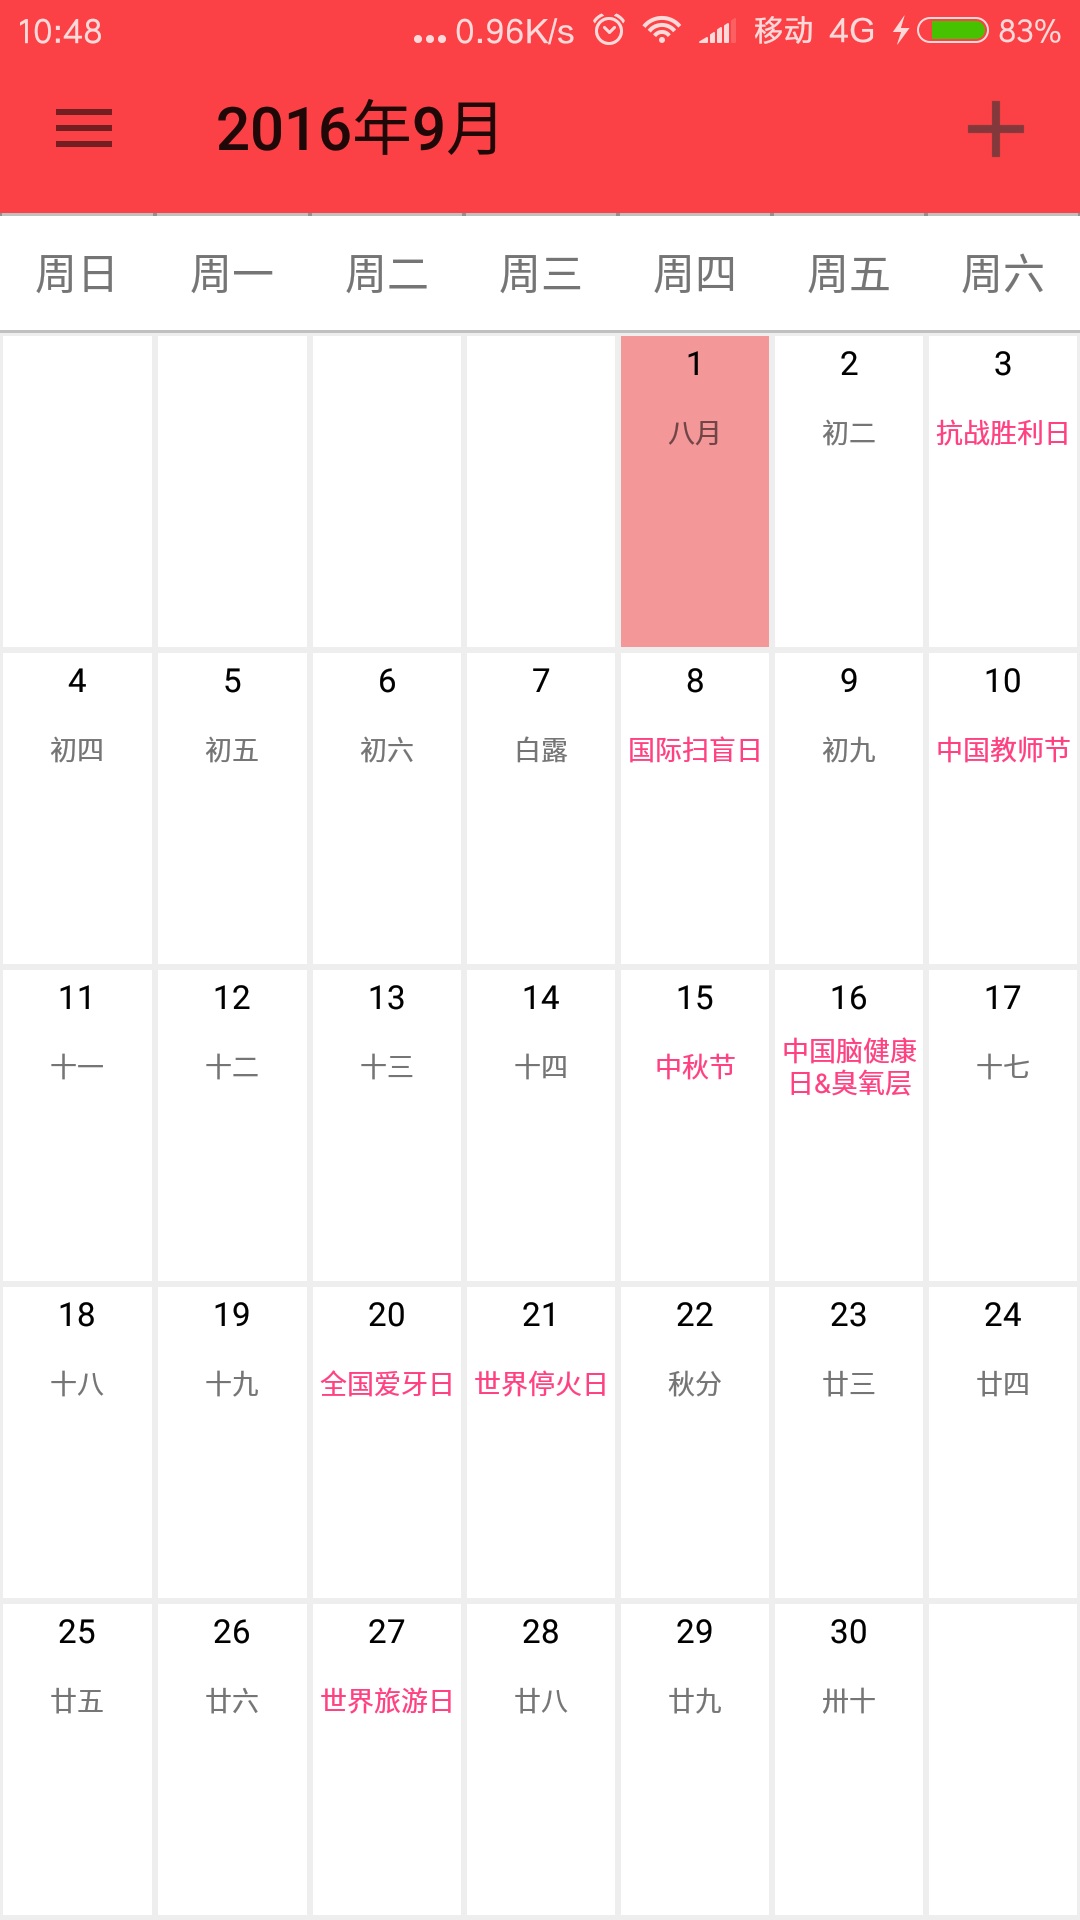 10:48 ... 0.96K/s 移动 4G 83%
2016年9月
周日 周一 周二 周三 周四 周五 周六
1 2 3
八月 初二 抗战胜利日
4 5 6 7 8 9 10
初四 初五 初六 白露 国际扫盲日 初九 中国教师节
11 12 13 14 15 16 17
十一 十二 十三 十四 中秋节 中国脑健康日&臭氧层 十七
18 19 20 21 22 23 24
十八 十九 全国爱牙日 世界停火日 秋分 廿三 廿四
25 26 27 28 29 30
廿五 廿六 世界旅游日 廿八 廿九 卅十